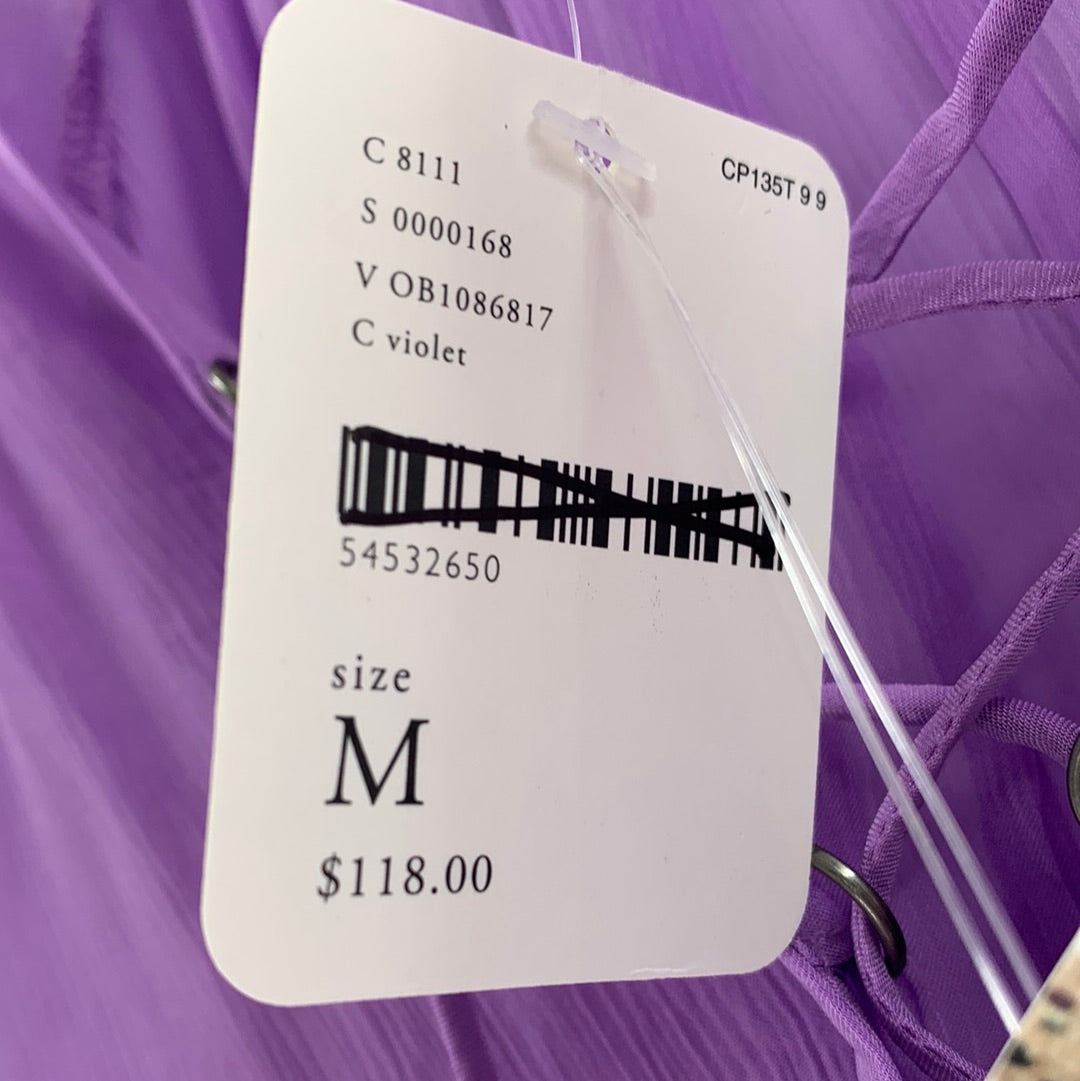 CP135T 9 9
C 8111
S 0000168
V OB1086817
C violet
54532650
size
M
$118.00